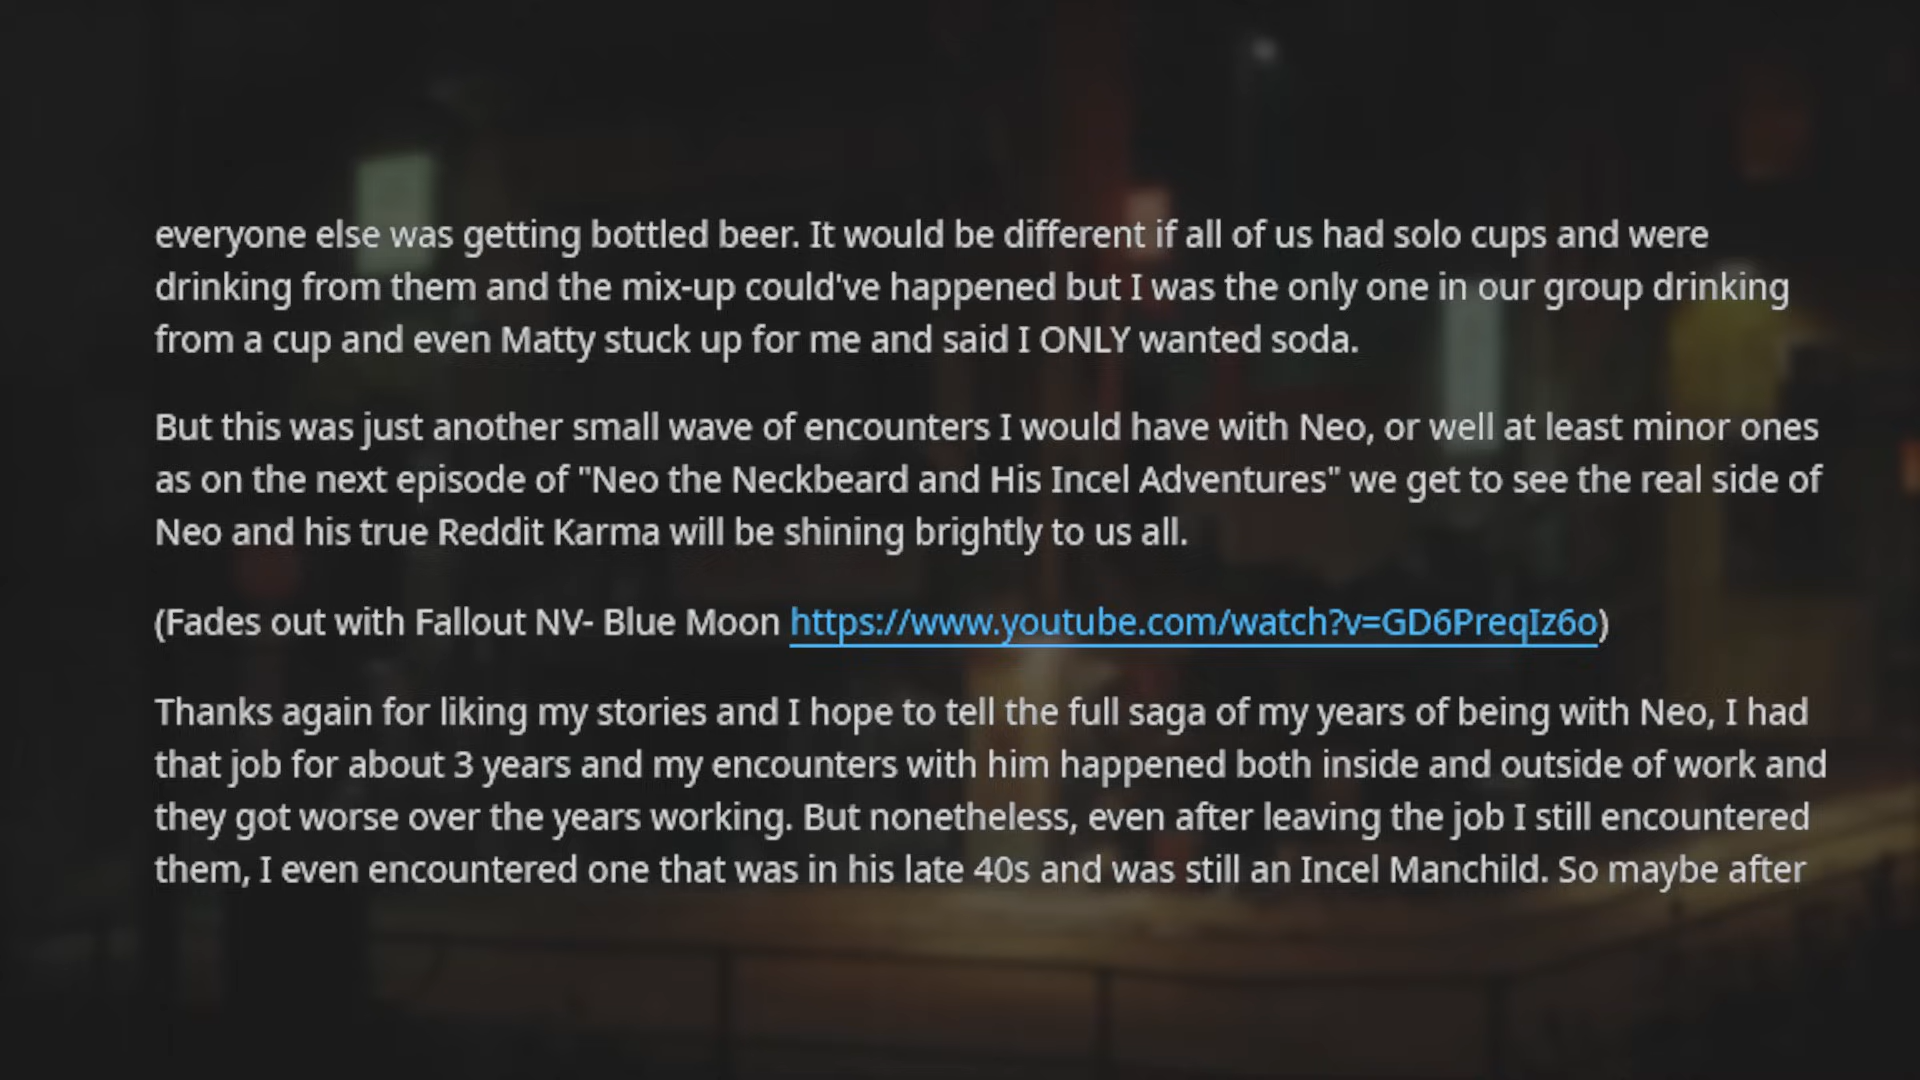 everyone else was getting bottled beer. It would be different if all of us had solo cups and were
drinking from them and the mix-up could've happened but I was the only one in our group drinking
from a cup and even Matty stuck up for me and said I ONLY wanted soda.
But this was just another small wave of encounters I would have with Neo, or well at least minor ones
as on the next episode of "Neo the Neckbeard and His Incel Adventures" we get to see the real side of
Neo and his true Reddit Karma will be shining brightly to us all.
(Fades out with Fallout NV- Blue Moon https://www.youtube.com/watch?v=GD6PreqIz6o)
Thanks again for liking my stories and I hope to tell the full saga of my years of being with Neo, I had
that job for about 3 years and my encounters with him happened both inside and outside of work and
they got worse over the years working. But nonetheless, even after leaving the job I still encountered
them, I even encountered one that was in his late 40s and was still an Incel Manchild. So maybe after